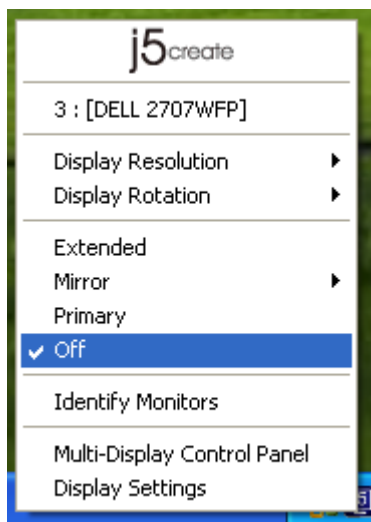 j5create
3 : [DELL 2707WFP]
Display Resolution
Display Rotation
Extended
Mirror
Primary
Off
Identify Monitors
Multi-Display Control Panel
Display Settings